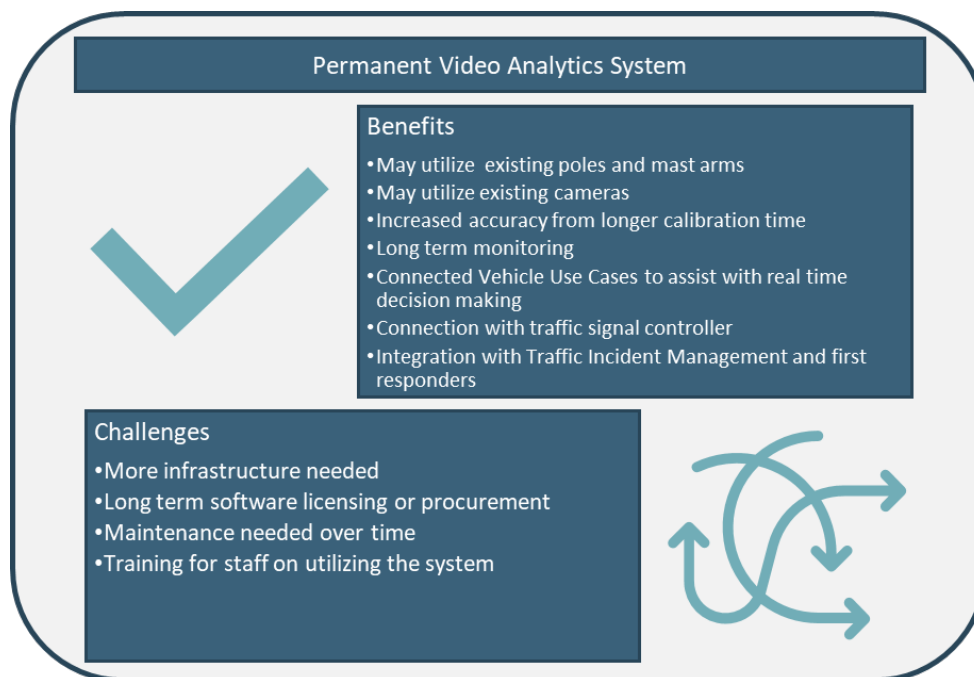 Permanent Video Analytics System
Benefits
•May utilize existing poles and mast arms
•May utilize existing cameras
•Increased accuracy from longer calibration time
•Long term monitoring
•Connected Vehicle Use Cases to assist with real time
decision making
•Connection with traffic signal controller
•Integration with Traffic Incident Management and first
responders
Challenges
•More infrastructure needed
•Long term software licensing or procurement
•Maintenance needed over time
•Training for staff on utilizing the system